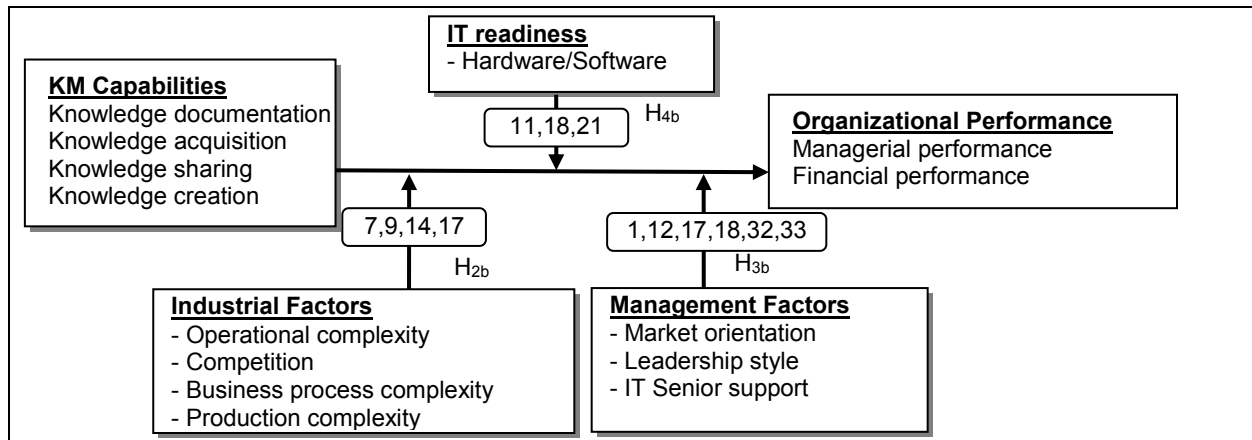 IT readiness
- Hardware/Software
KM Capabilities
Knowledge documentation
Knowledge acquisition
Knowledge sharing
Knowledge creation
11,18,21
H4b
Organizational Performance
Managerial performance
Financial performance
7,9,14,17
H2b
1,12,17,18,32,33
H3b
Industrial Factors
- Operational complexity
- Competition
- Business process complexity
- Production complexity
Management Factors
- Market orientation
- Leadership style
- IT Senior support